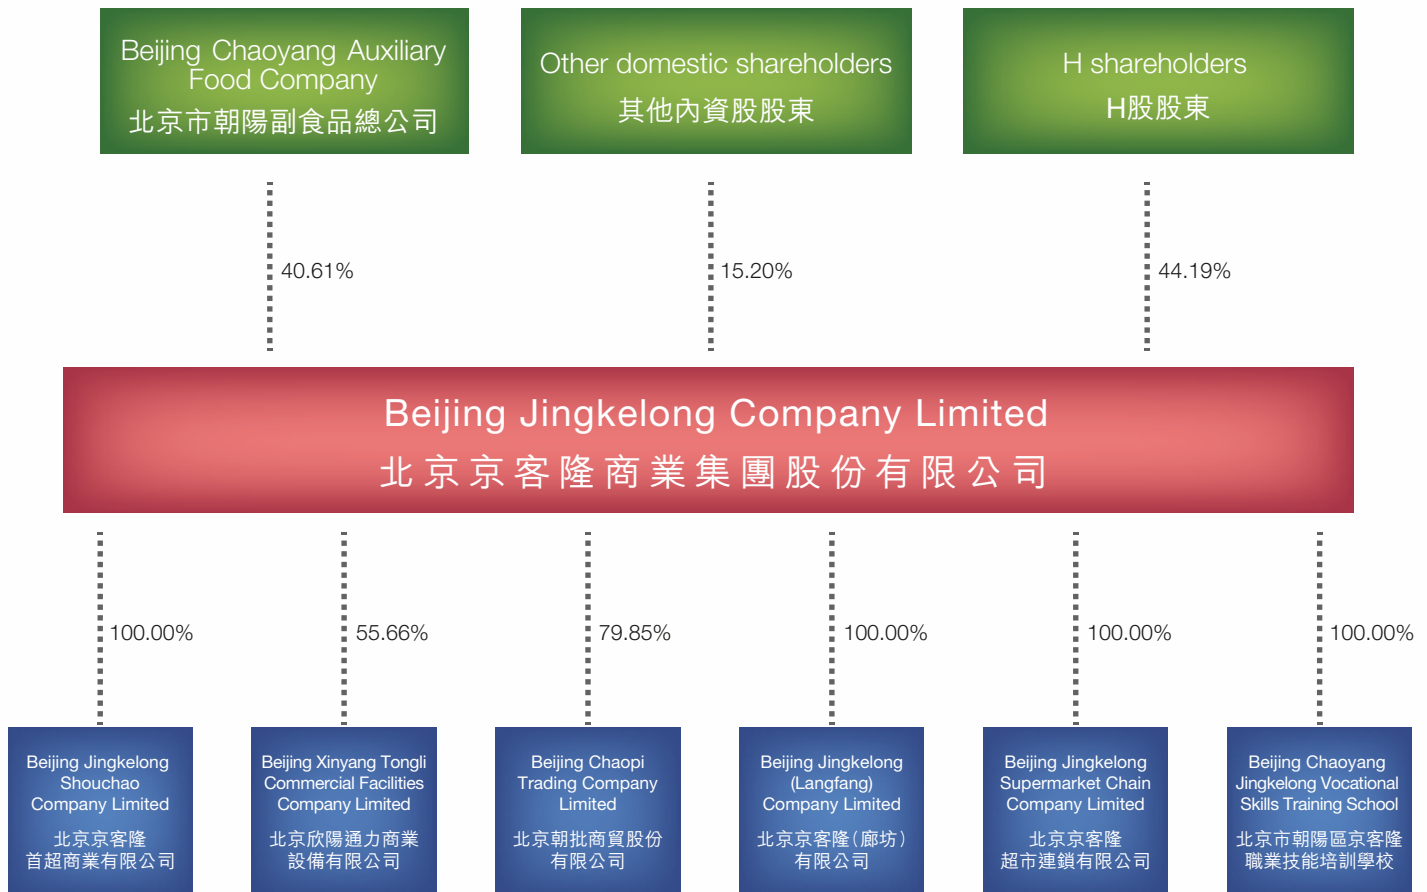 Beijing Chaoyang Auxiliary
Food Company
北京市朝陽副食品總公司
Other domestic shareholders
其他內資股股東
H shareholders
H股股東
40.61%
15.20%
44.19%
Beijing Jingkelong Company Limited
北京京客隆商業集團股份有限公司
100.00%
55.66%
79.85%
100.00%
100.00%
100.00%
Beijing Jingkelong
Shouchao
Company Limited
北京京客隆
首超商業有限公司
Beijing Xinyang Tongli
Commercial Facilities
Company Limited
北京欣陽通力商業
設備有限公司
Beijing Chaopi
Trading Company
Limited
北京朝批商貿股份
有限公司
Beijing Jingkelong
(Langfang)
Company Limited
北京京客隆(廊坊)
有限公司
Beijing Jingkelong
Supermarket Chain
Company Limited
北京京客隆
超市連鎖有限公司
Beijing Chaoyang
Jingkelong Vocational
Skills Training School
北京市朝陽區京客隆
職業技能培訓學校